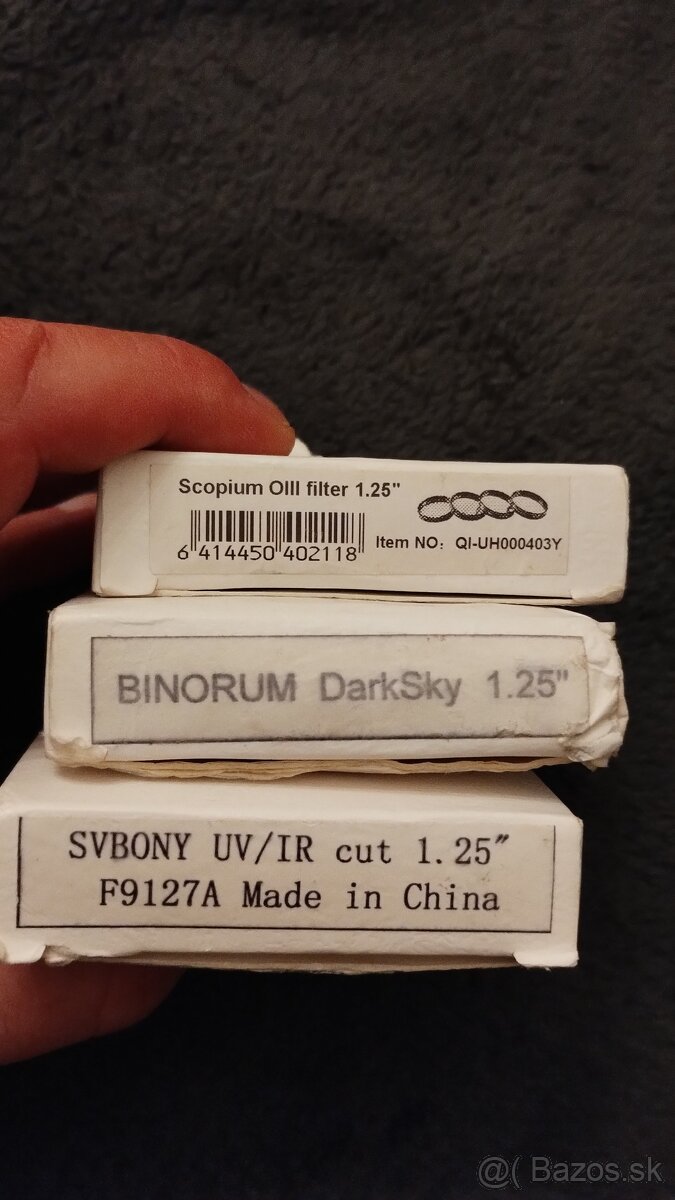 Scopium OIII filter 1.25"
6 414450 402118
Item NO: QI-UH000403Y
BINORUM DarkSky 1.25"
SVBONY UV/IR cut 1.25"
F9127A Made in China
@( Bazos.sk